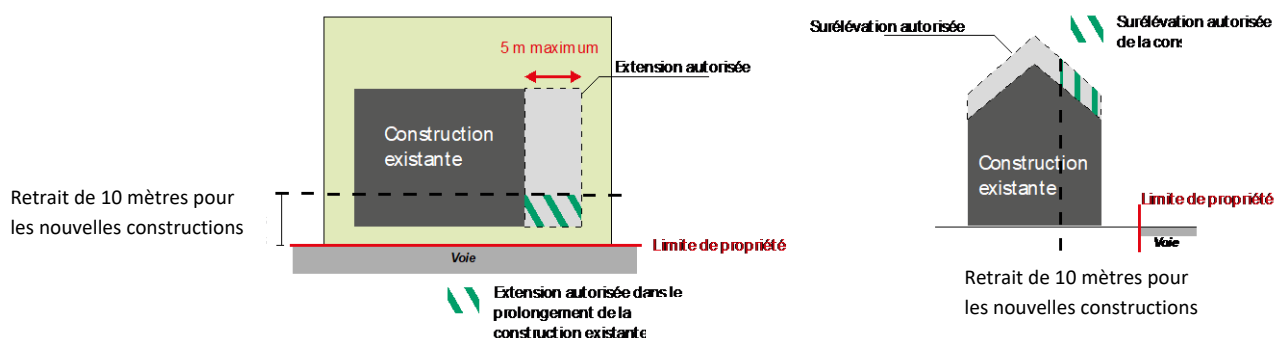 5 m maximum
Extension autorisée
Construction
existante
Retrait de 10 mètres pour
les nouvelles constructions
Limite de propriété
Voie
Extension autorisée dans le
prolongement de la
construction existante
Surélévation autorisée
Surélévation autorisée
de la cons
Construction
existante
Limite de propriété
Voie
Retrait de 10 mètres pour
les nouvelles constructions